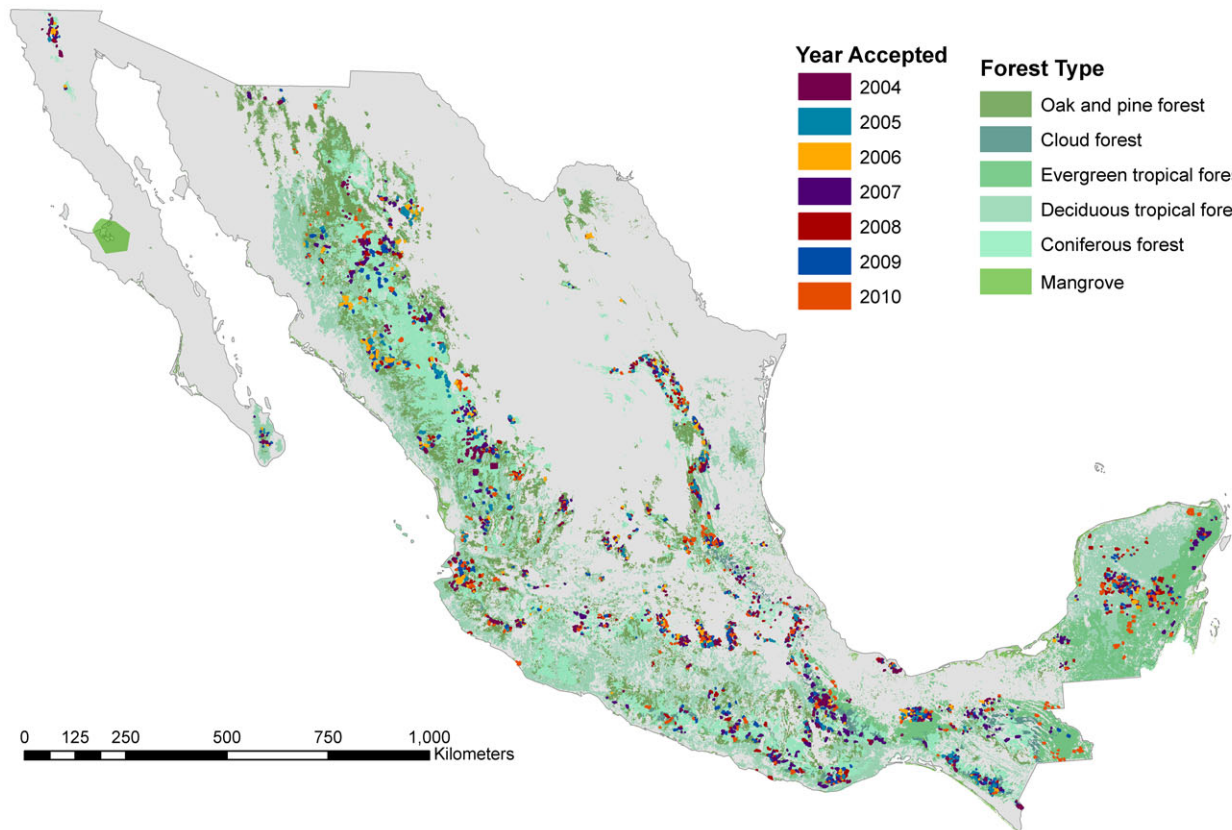 Year Accepted
2004
2005
2006
2007
2008
2009
2010
Forest Type
Oak and pine forest
Cloud forest
Evergreen tropical fore
Deciduous tropical fore
Coniferous forest
Mangrove
0 125 250 500 750 1,000
Kilometers